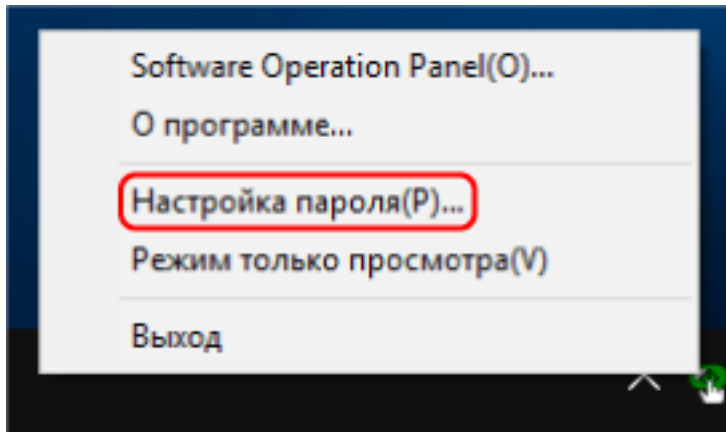 Software Operation Panel(O)...
О программе...
Настройка пароля(P)...
Режим только просмотра(V)
Выход